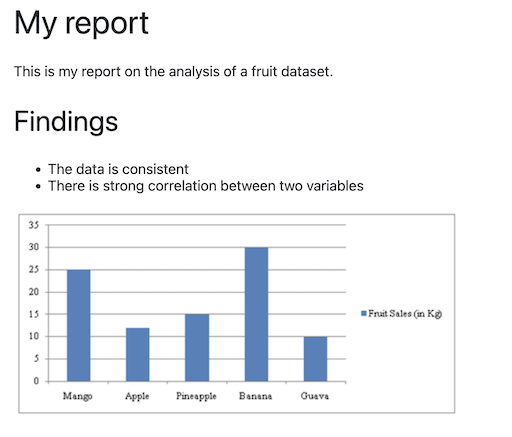 My report
This is my report on the analysis of a fruit dataset.
Findings
The data is consistent
There is strong correlation between two variables
35
30
25
20
15
10
5
0
Mango Apple Pineapple Banana Guava
Fruit Sales (in Kg)